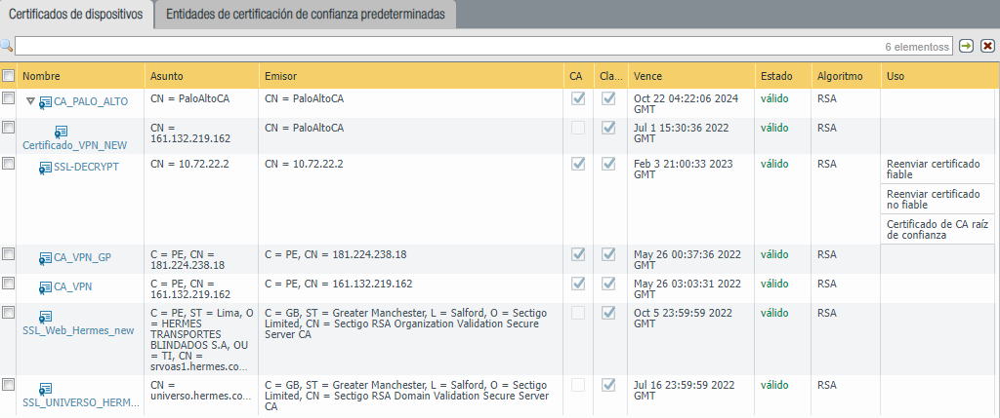 Certificados de dispositivos
Entidades de certificación de confianza predeterminadas
6 elementoss
Nombre Asunto Emisor CA Cla... Vence Estado Algoritmo Uso
CA_PALO_ALTO CN = PaloAltoCA CN = PaloAltoCA Oct 22 04:22:06 2024 válido RSA
GMT
CN = CN = PaloAltoCA Jul 1 15:30:36 2022 válido RSA
Certificado_VPN_NEW 161.132.219.162 GMT
SSL-DECRYPT CN = 10.72.22.2 CN = 10.72.22.2 Feb 3 21:00:33 2023 válido RSA Reenviar certificado
GMT fiable
Reenviar certificado
no fiable
Certificado de CA raíz
de confianza
CA_VPN_GP C = PE, CN = C = PE, CN = 181.224.238.18 May 26 00:37:36 2022 válido RSA
181.224.238.18 GMT
CA_VPN C = PE, CN = C = PE, CN = 161.132.219.162 May 26 03:03:31 2022 válido RSA
161.132.219.162 GMT
C = PE, ST = Lima, O C = GB, ST = Greater Manchester, L = Salford, O = Sectigo Oct 5 23:59:59 2022 válido RSA
SSL_Web_Hermes_new = HERMES Limited, CN = Sectigo RSA Organization Validation Secure GMT
TRANSPORTES Server CA
BLINDADOS S.A, OU
= TI, CN =
srvoas1.hermes.co...
CN = C = GB, ST = Greater Manchester, L = Salford, O = Sectigo Jul 16 23:59:59 2022 válido RSA
SSL_UNIVERSO_HERM... universo.hermes.co... Limited, CN = Sectigo RSA Domain Validation Secure Server GMT
CA